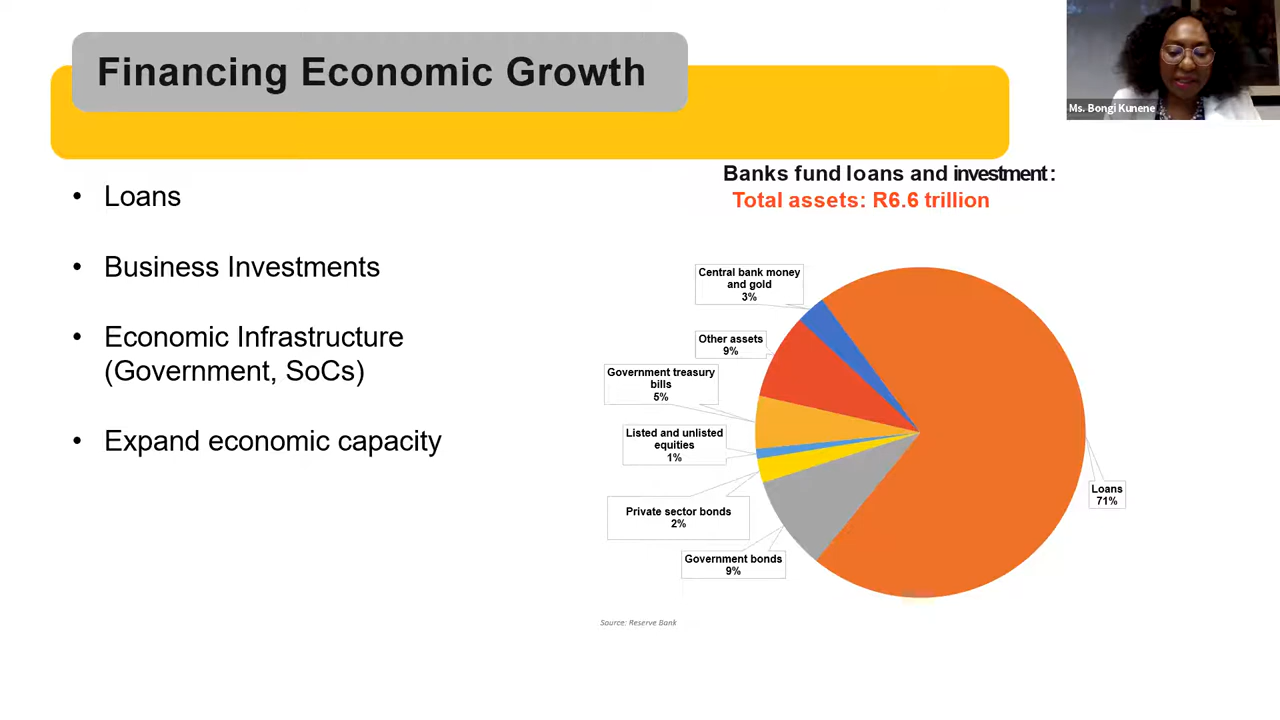 Financing Economic Growth
Ms. Bongi Kunene
• Loans
• Business Investments
• Economic Infrastructure
(Government, SoCs)
• Expand economic capacity
Banks fund loans and investment:
Total assets: R6.6 trillion
Central bank money
and gold
3%
Other assets
9%
Government treasury
bills
5%
Listed and unlisted
equities
1%
Private sector bonds
2%
Government bonds
9%
Loans
71%
Source: Reserve Bank